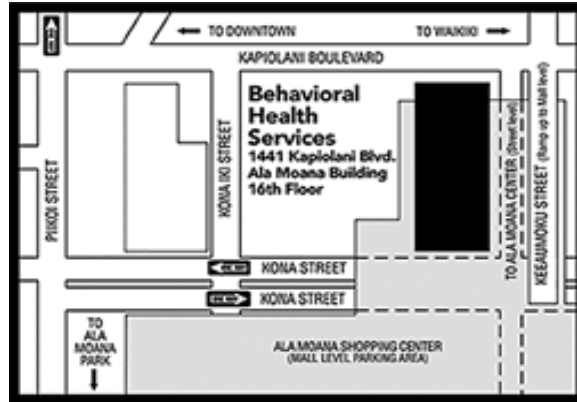 TO DOWNTOWN
TO WAIKIKI
KAPIOLANI BOULEVARD
Behavioral
Health
Services
1441 Kapiolani Blvd.
Ala Moana Building
16th Floor
PIIKOI STREET
KONA IKI STREET
TO ALA MOANA CENTER (Street level)
KEEAUMOKU STREET (Ramp up to Mall level)
KONA STREET
KONA STREET
TO
ALA
MOANA
PARK
ALA MOANA SHOPPING CENTER
(MALL LEVEL PARKING AREA)